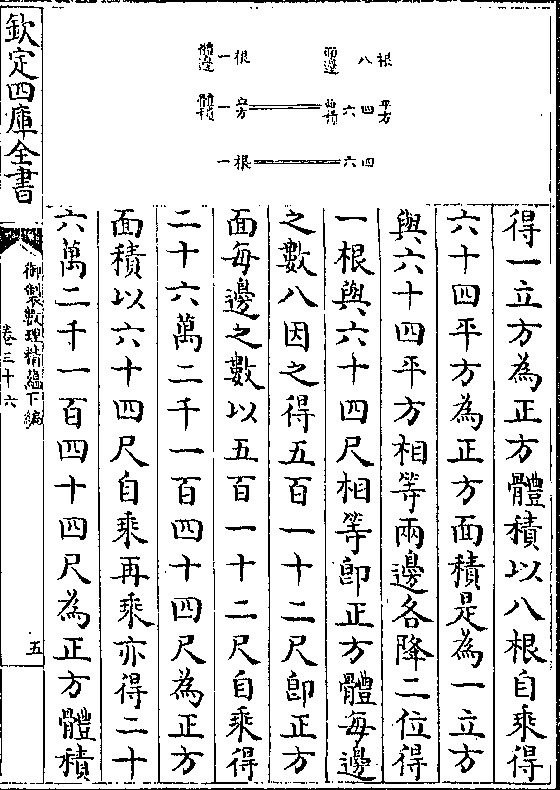 體邊　一根　　兩邊　八根
體積　一立方　　面積　六四平方
一根　　六四
得一立方為正方體積以八根自乘得
六十四平方為正方面積是為一立方
與六十四平方相等兩邊各降二位得
一根與六十四尺相等卽正方體每邊
之數八因之得五百一十二尺卽正方
面每邊之數以五百一十二尺自乘得
二十六萬二千一百四十四尺為正方
面積以六十四尺自乘再乘亦得二十
六萬二千一百四十四尺為正方體積
欽定四庫全書
御製數理精蘊下編
卷三十六
五